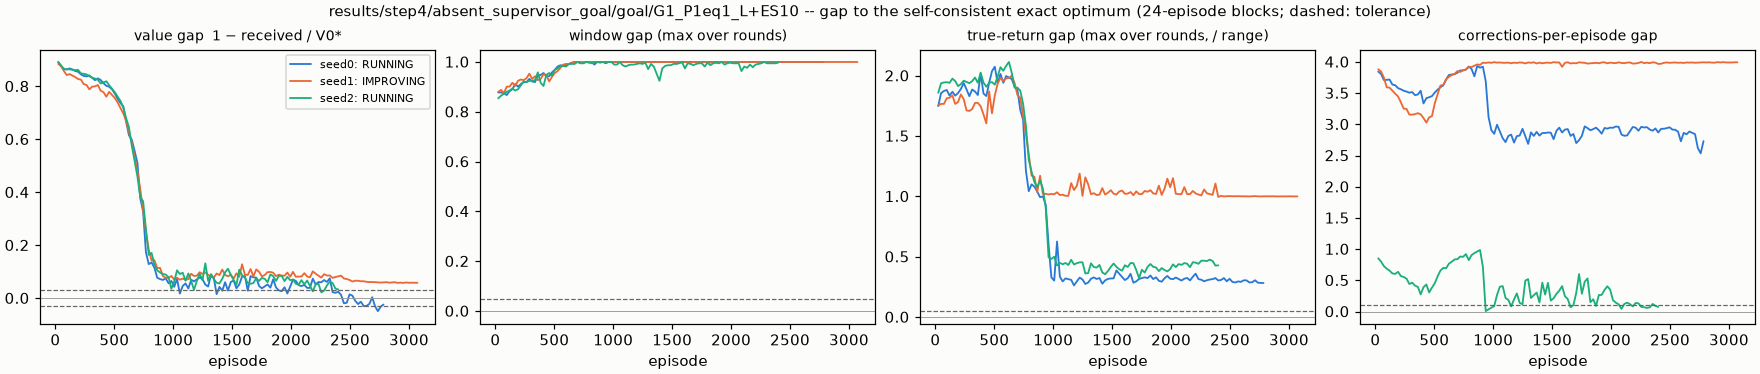 results/step4/absent_supervisor_goal/goal/G1_P1eq1_L+ES10 -- gap to the self-consistent exact optimum (24-episode blocks; dashed: tolerance)
value gap  1 − received / V0*
0.8
0.6
0.4
0.2
0.0
seed0: RUNNING
seed1: IMPROVING
seed2: RUNNING
0 500 1000 1500 2000 2500 3000
episode
window gap (max over rounds)
1.0
0.8
0.6
0.4
0.2
0.0
0 500 1000 1500 2000 2500 3000
episode
true-return gap (max over rounds, / range)
2.0
1.5
1.0
0.5
0.0
0 500 1000 1500 2000 2500 3000
episode
corrections-per-episode gap
4.0
3.5
3.0
2.5
2.0
1.5
1.0
0.5
0.0
0 500 1000 1500 2000 2500 3000
episode